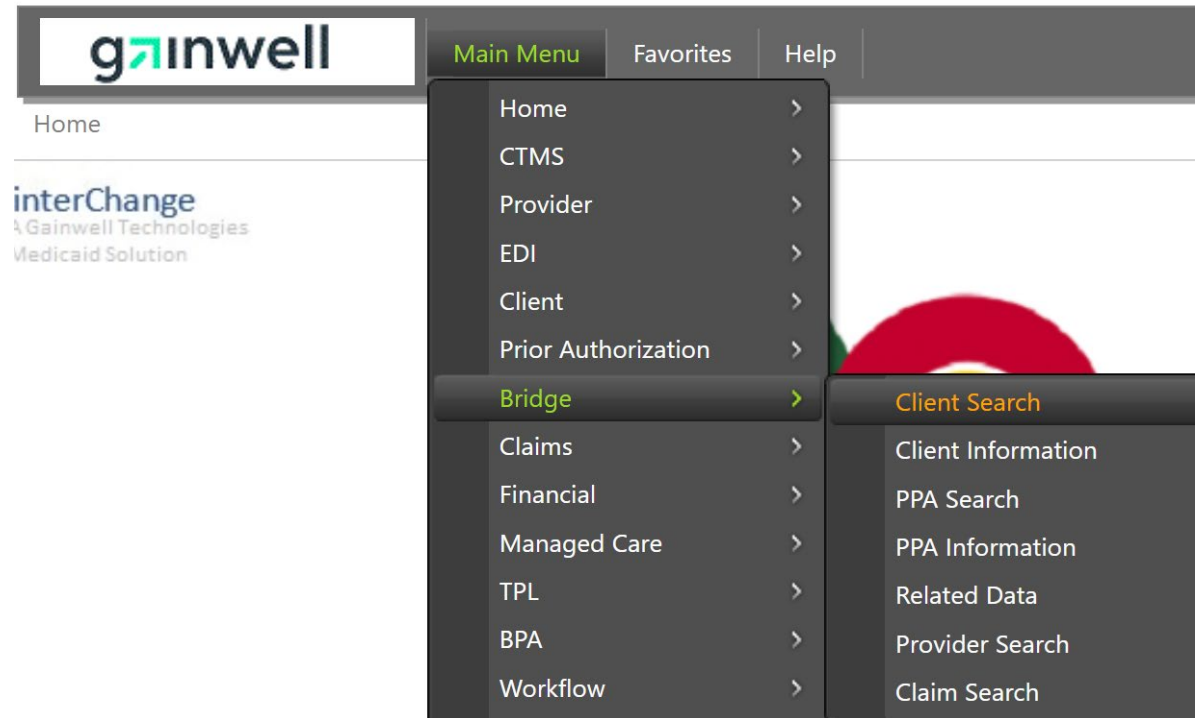 gainwell
Main Menu
Favorites
Help
Home
interChange
A Gainwell Technologies
Medicaid Solution
Home
CTMS
Provider
EDI
Client
Prior Authorization
Bridge
Claims
Financial
Managed Care
TPL
BPA
Workflow
Client Search
Client Information
PPA Search
PPA Information
Related Data
Provider Search
Claim Search